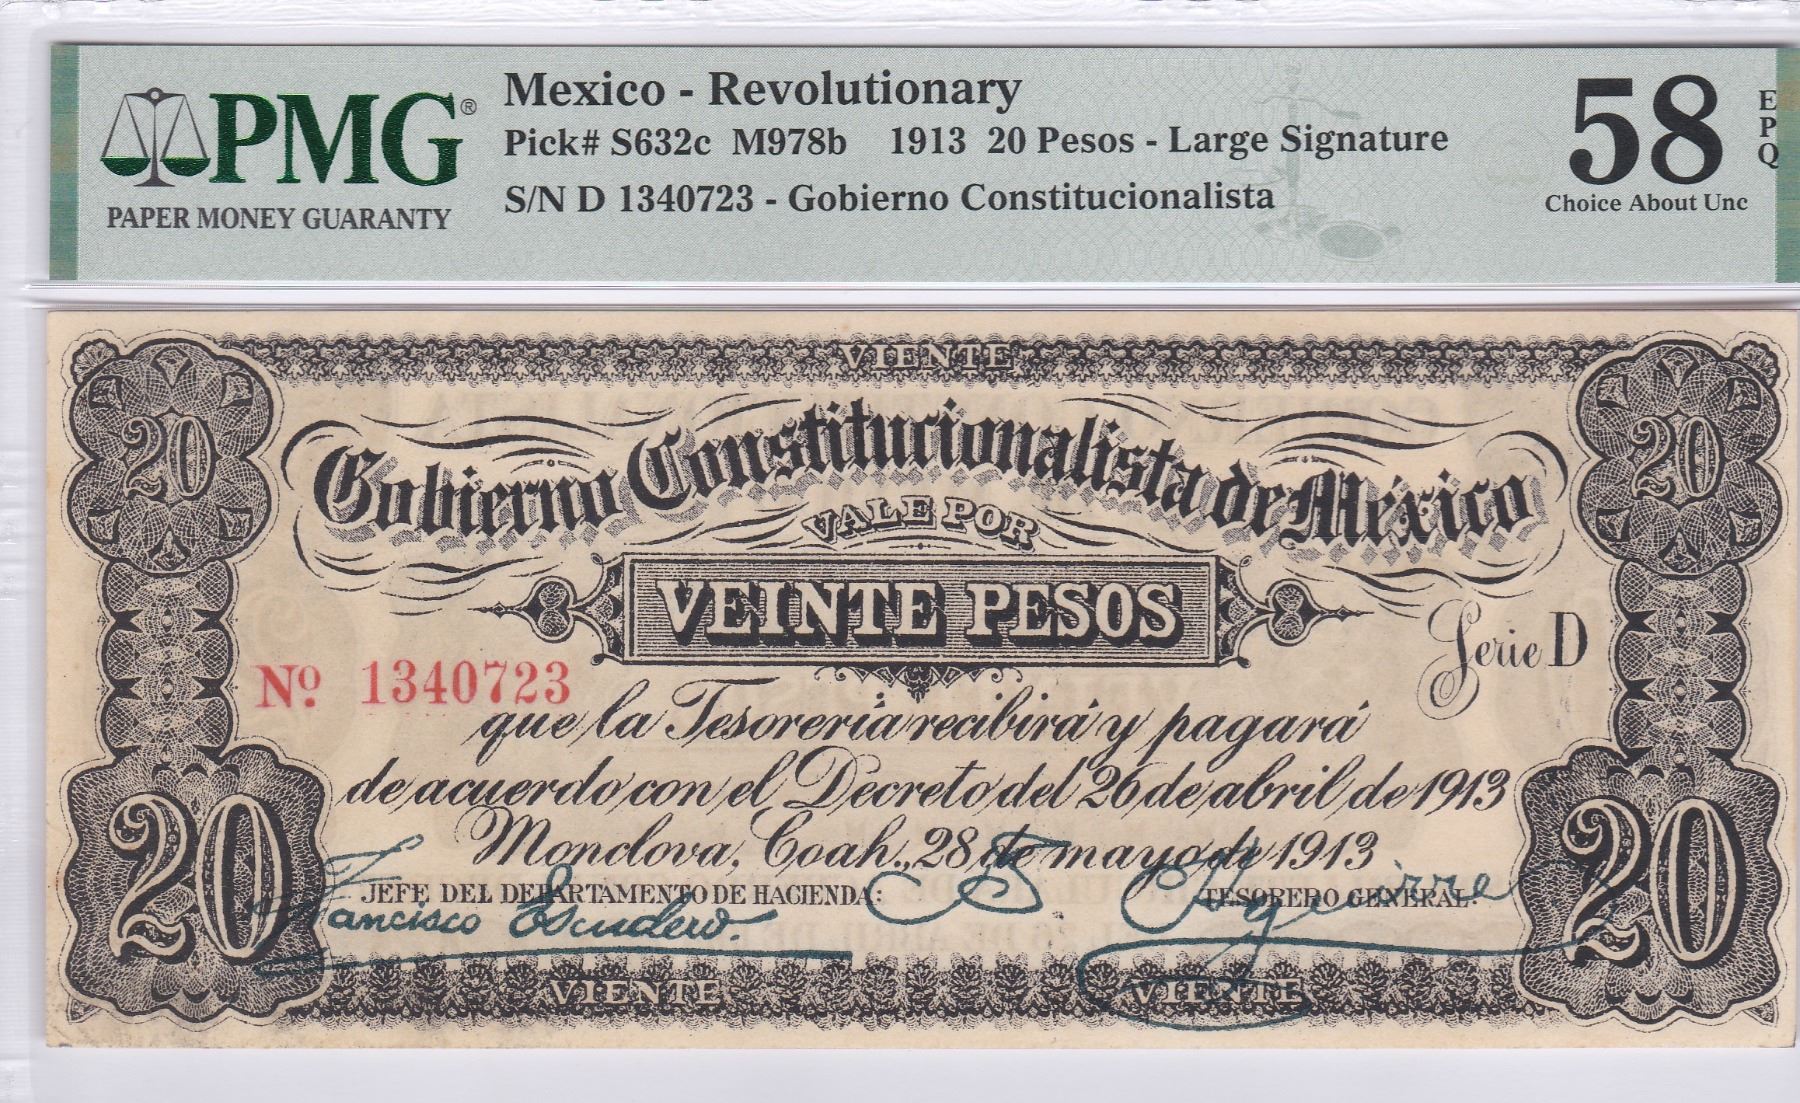 PMG®
PAPER MONEY GUARANTY
Mexico - Revolutionary
Pick# S632c M978b 1913 20 Pesos - Large Signature
S/N D 1340723 - Gobierno Constitucionalista
58 EPQ
Choice About Unc
VIENTE
20 20
Gobierno Constitucionalista de México
VALE POR
VEINTE PESOS
Serie D
No. 1340723
que la Tesorería recibirá y pagará
de acuerdo con el Decreto del 26 de abril de 1913
Monclova, Coah., 28 de mayo de 1913
JEFE DEL DEPARTAMENTO DE HACIENDA: TESORERO GENERAL:
Francisco Escudero.
20 20
VIENTE VIENTE